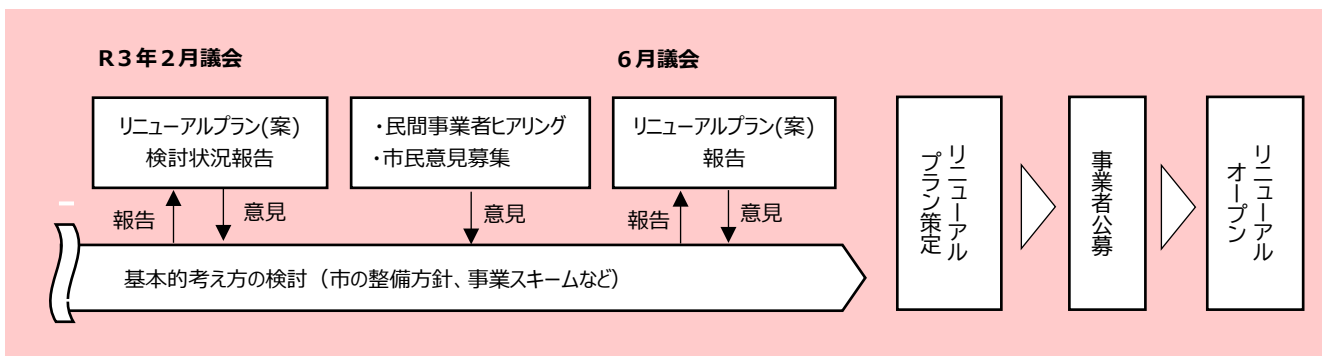 R3年2月議会
6月議会
リニューアルプラン(案)
検討状況報告
・民間事業者ヒアリング
・市民意見募集
リニューアルプラン(案)
報告
報告
意見
意見
報告
意見
基本的考え方の検討（市の整備方針、事業スキームなど）
リニューアル
プラン策定
事業者公募
リニューアル
オープン